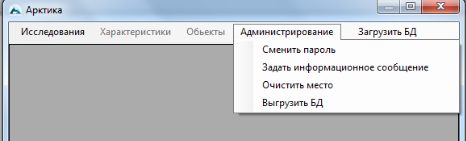 Арктика
Исследования Характеристики Объекты Администрирование Загрузить БД
Сменить пароль
Задать информационное сообщение
Очистить место
Выгрузить БД